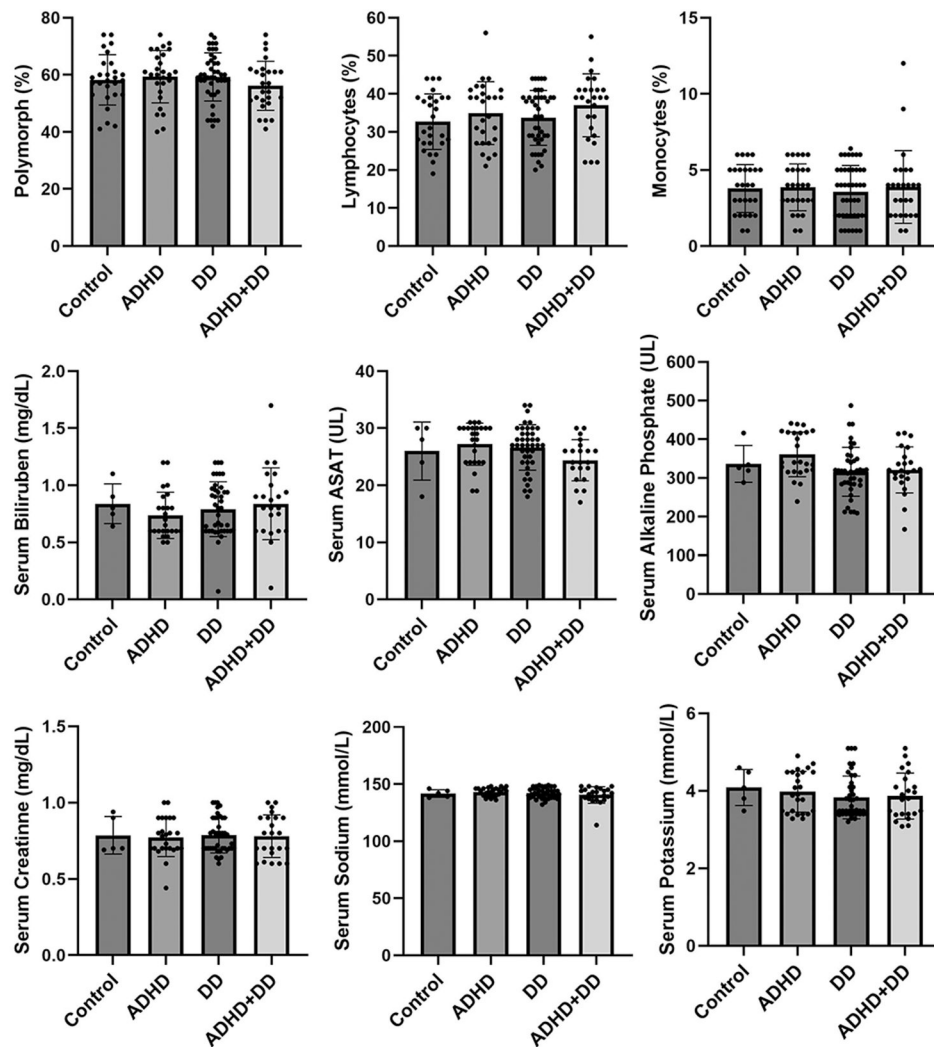 Polymorph (%)
80
60
40
20
0
Control
ADHD
DD
ADHD+DD
Lymphocytes (%)
60
50
40
30
20
10
0
Control
ADHD
DD
ADHD+DD
Monocytes (%)
15
10
5
0
Control
ADHD
DD
ADHD+DD
Serum Biliruben (mg/dL)
2.0
1.5
1.0
0.5
0.0
Control
ADHD
DD
ADHD+DD
Serum ASAT (UL)
40
30
20
10
0
Control
ADHD
DD
ADHD+DD
Serum Alkaline Phosphate (UL)
600
500
400
300
200
100
0
Control
ADHD
DD
ADHD+DD
Serum Creatinne (mg/dL)
1.5
1.0
0.5
0.0
Control
ADHD
DD
ADHD+DD
Serum Sodium (mmol/L)
200
150
100
50
0
Control
ADHD
DD
ADHD+DD
Serum Potassium (mmol/L)
6
4
2
0
Control
ADHD
DD
ADHD+DD